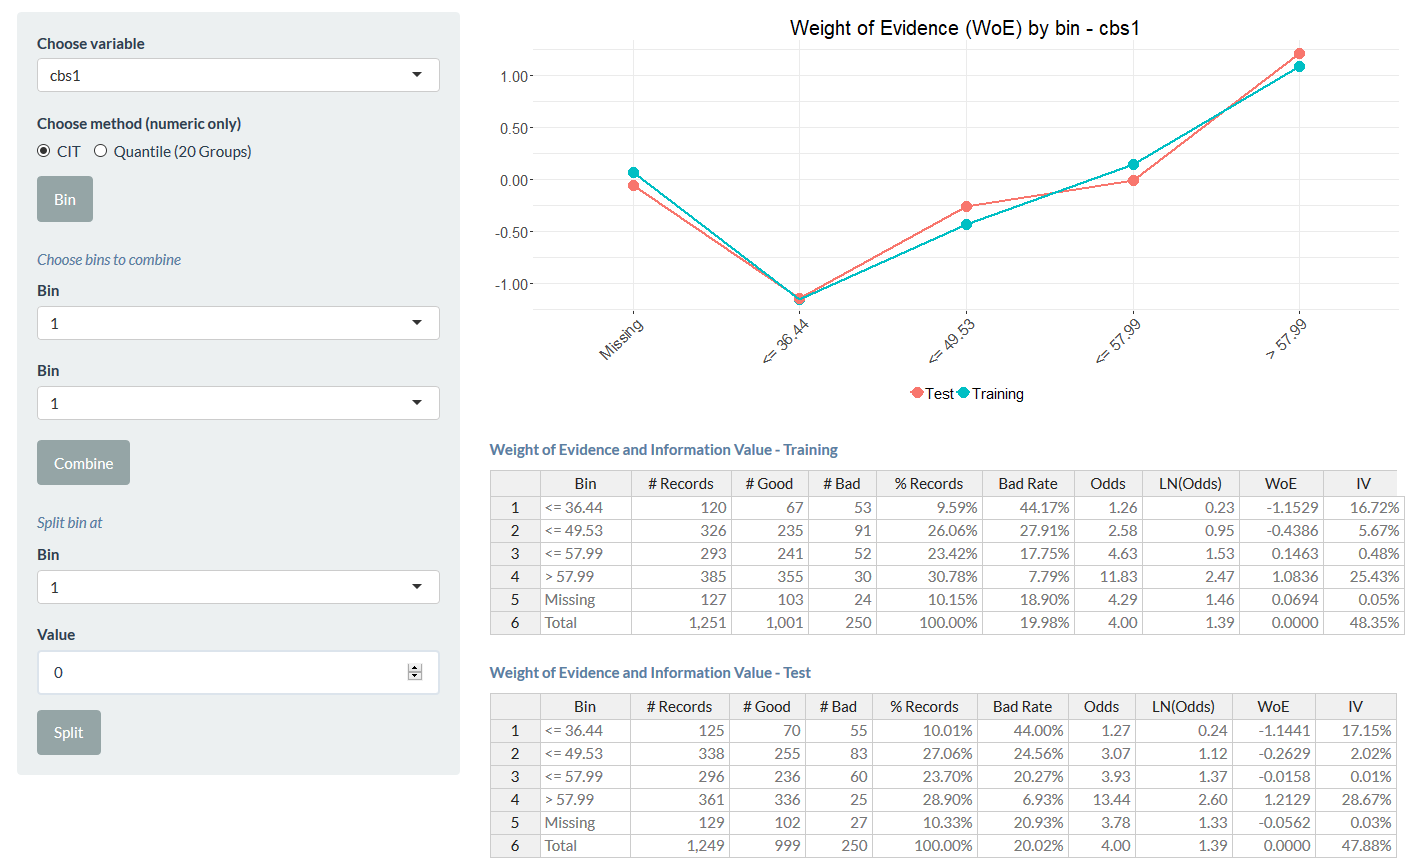 Choose variable
cbs1
Choose method (numeric only)
CIT Quantile (20 Groups)
Bin
Choose bins to combine
Bin
1
Bin
1
Combine
Split bin at
Bin
1
Value
0
Split
Weight of Evidence (WoE) by bin - cbs1
1.00
0.50
0.00
-0.50
-1.00
Missing
<= 36.44
<= 49.53
<= 57.99
> 57.99
Test Training
Weight of Evidence and Information Value - Training
Bin # Records # Good # Bad % Records Bad Rate Odds LN(Odds) WoE IV
1 <= 36.44 120 67 53 9.59% 44.17% 1.26 0.23 -1.1529 16.72%
2 <= 49.53 326 235 91 26.06% 27.91% 2.58 0.95 -0.4386 5.67%
3 <= 57.99 293 241 52 23.42% 17.75% 4.63 1.53 0.1463 0.48%
4 > 57.99 385 355 30 30.78% 7.79% 11.83 2.47 1.0836 25.43%
5 Missing 127 103 24 10.15% 18.90% 4.29 1.46 0.0694 0.05%
6 Total 1,251 1,001 250 100.00% 19.98% 4.00 1.39 0.0000 48.35%
Weight of Evidence and Information Value - Test
Bin # Records # Good # Bad % Records Bad Rate Odds LN(Odds) WoE IV
1 <= 36.44 125 70 55 10.01% 44.00% 1.27 0.24 -1.1441 17.15%
2 <= 49.53 338 255 83 27.06% 24.56% 3.07 1.12 -0.2629 2.02%
3 <= 57.99 296 236 60 23.70% 20.27% 3.93 1.37 -0.0158 0.01%
4 > 57.99 361 336 25 28.90% 6.93% 13.44 2.60 1.2129 28.67%
5 Missing 129 102 27 10.33% 20.93% 3.78 1.33 -0.0562 0.03%
6 Total 1,249 999 250 100.00% 20.02% 4.00 1.39 0.0000 47.88%